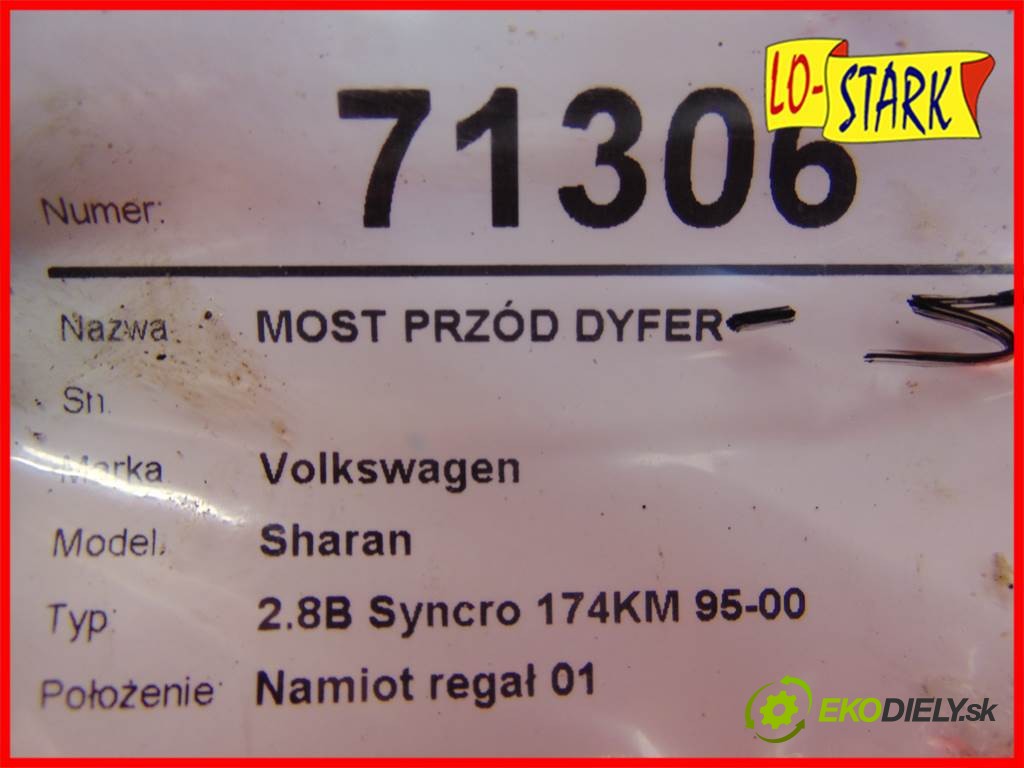 LO-STARK
Numer: 71306
Nazwa: MOST PRZÓD DYFER
Sn.
Marka Volkswagen
Model. Sharan
Typ: 2.8B Syncro 174KM 95-00
Położenie Namiot regał 01
EKODIELY.sk